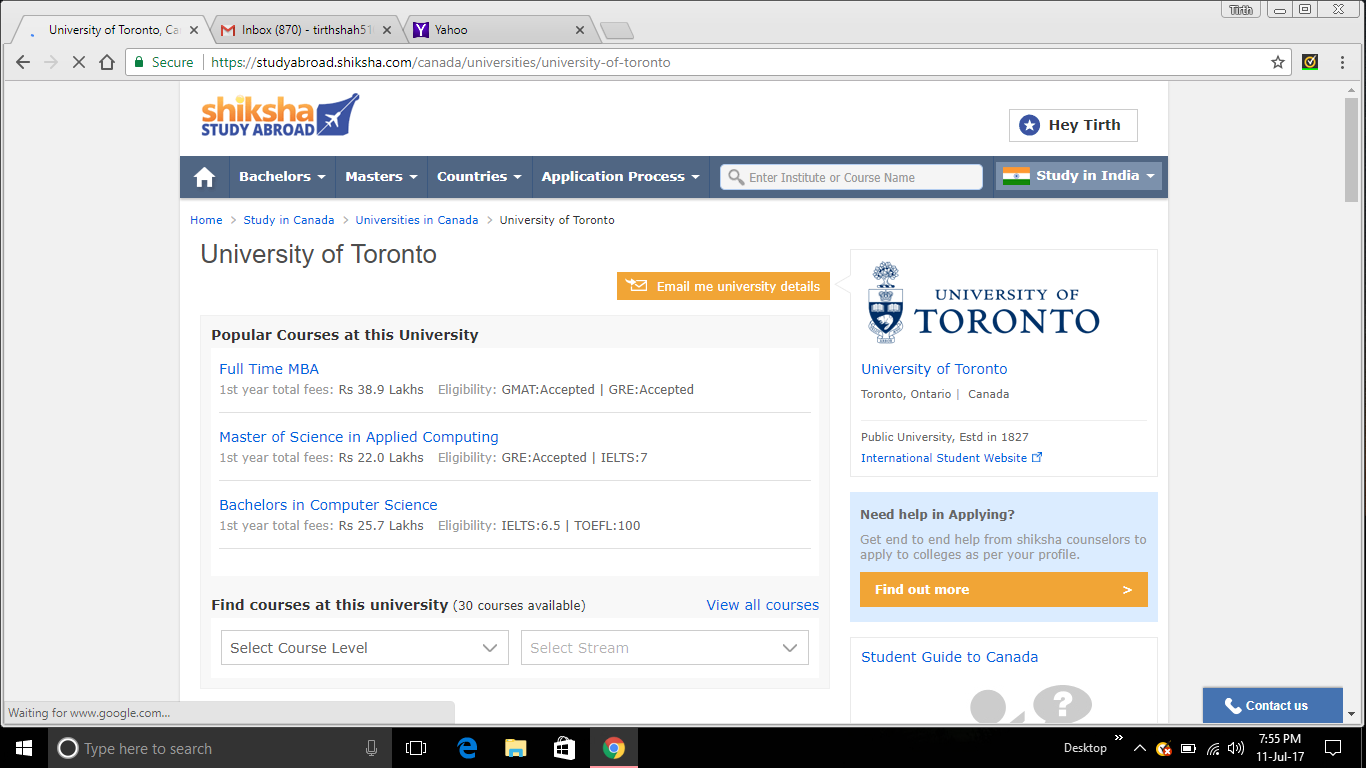 Tirth
University of Toronto, Ca
Inbox (870) - tirthshah51
Yahoo
Secure
https://studyabroad.shiksha.com/canada/universities/university-of-toronto
shiksha
STUDY ABROAD
Hey Tirth
Bachelors
Masters
Countries
Application Process
Enter Institute or Course Name
Study in India
Home > Study in Canada > Universities in Canada > University of Toronto
University of Toronto
Email me university details
Popular Courses at this University
Full Time MBA
1st year total fees: Rs 38.9 Lakhs Eligibility: GMAT:Accepted | GRE:Accepted
Master of Science in Applied Computing
1st year total fees: Rs 22.0 Lakhs Eligibility: GRE:Accepted | IELTS:7
Bachelors in Computer Science
1st year total fees: Rs 25.7 Lakhs Eligibility: IELTS:6.5 | TOEFL:100
Find courses at this university (30 courses available)
View all courses
Select Course Level
Select Stream
UNIVERSITY OF
TORONTO
University of Toronto
Toronto, Ontario | Canada
Public University, Estd in 1827
International Student Website
Need help in Applying?
Get end to end help from shiksha counselors to
apply to colleges as per your profile.
Find out more >
Student Guide to Canada
?
Contact us
Waiting for www.google.com...
Type here to search
Desktop
7:55 PM
11-Jul-17